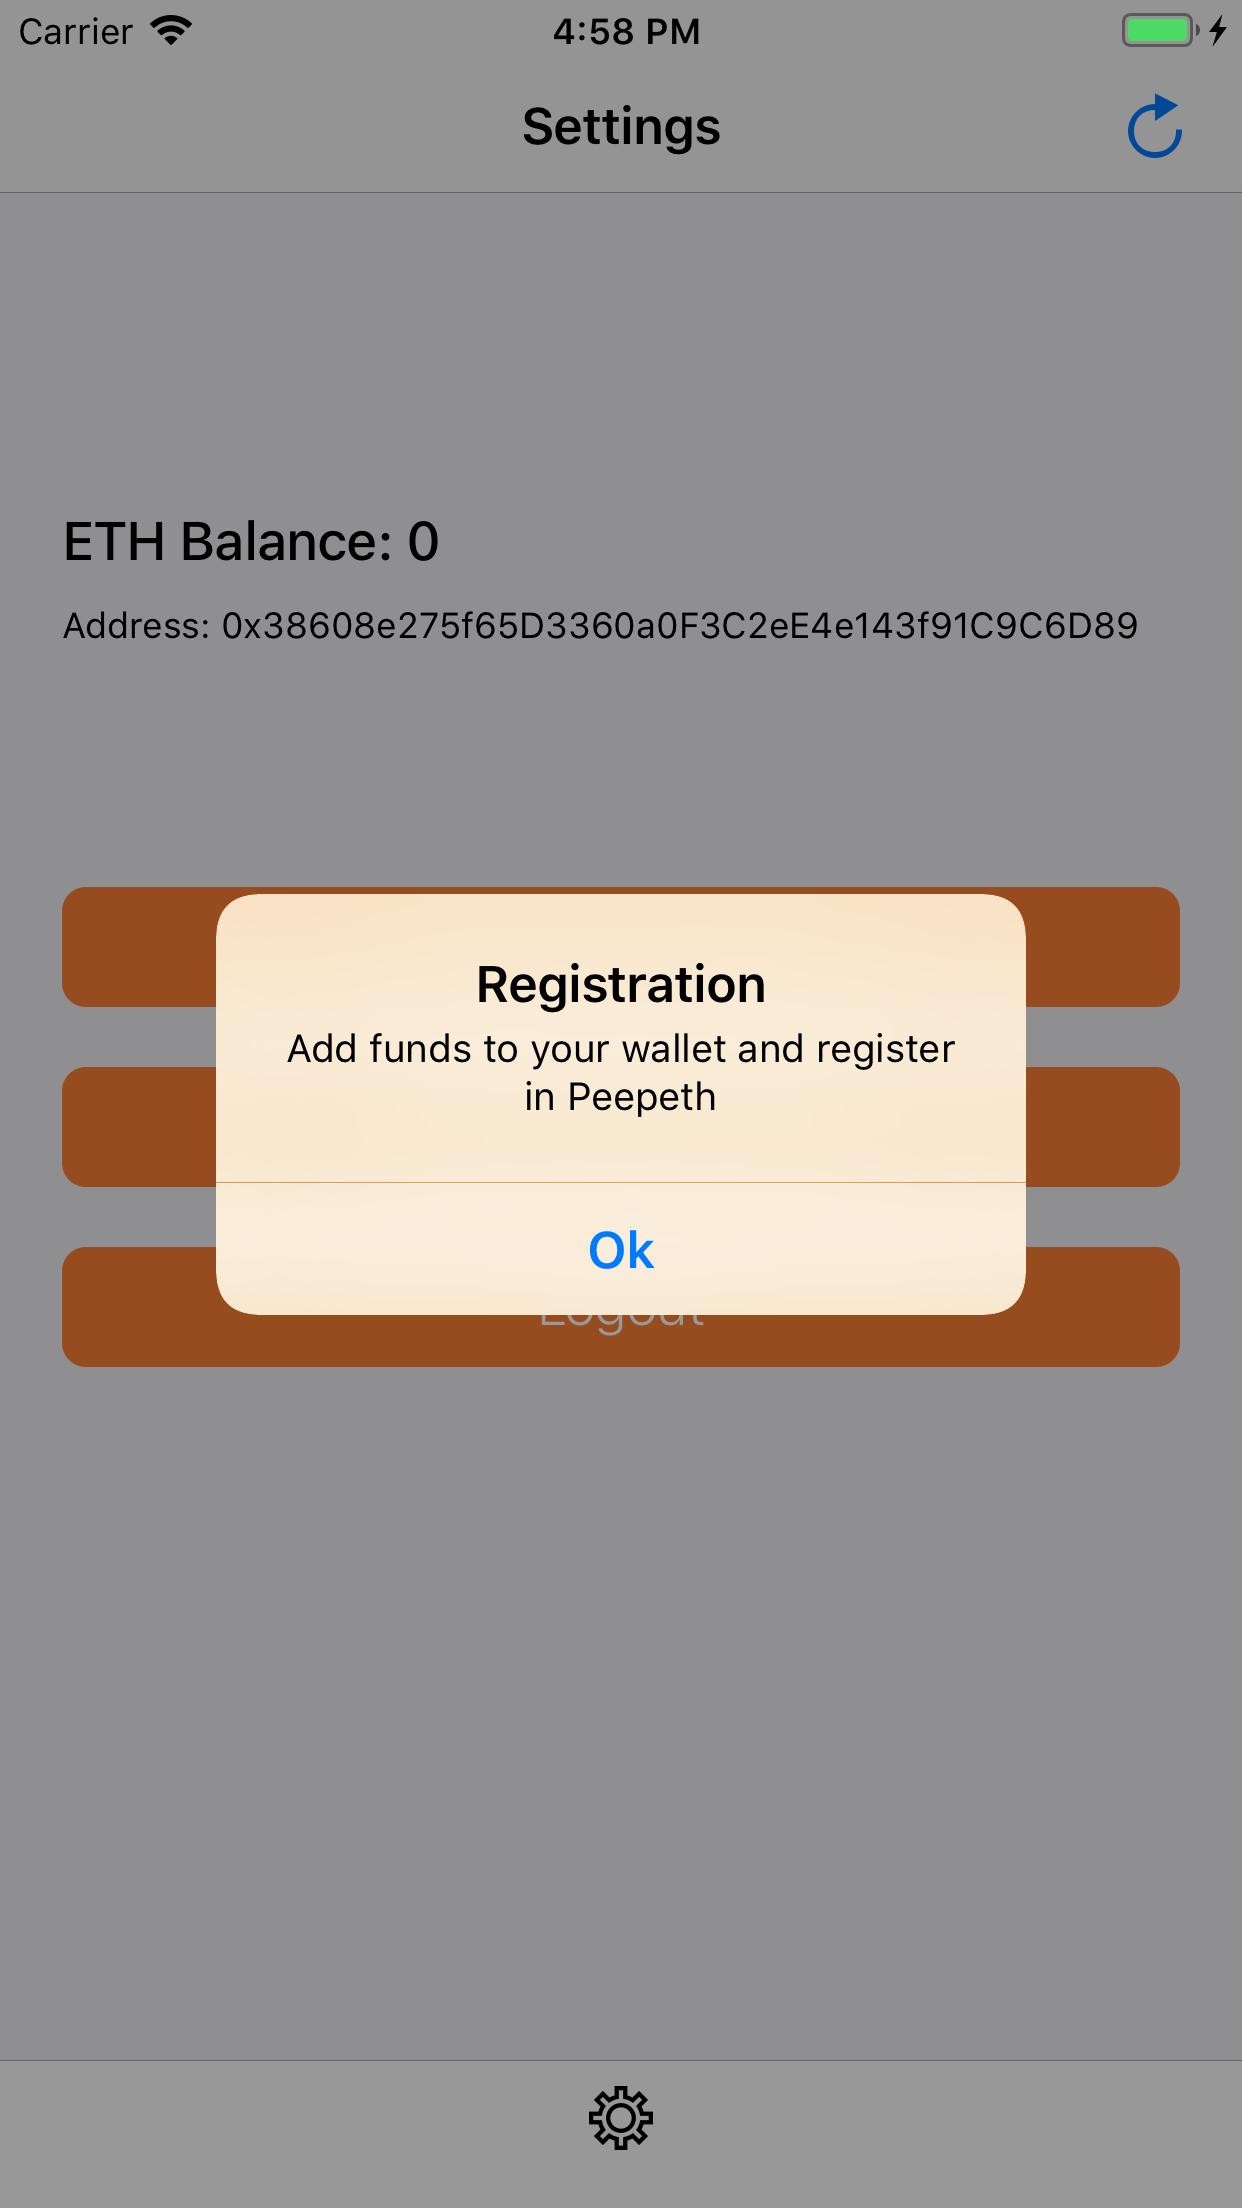 Carrier 4:58 PM
Settings
ETH Balance: 0
Address: 0x38608e275f65D3360a0F3C2eE4e143f91C9C6D89
Registration
Add funds to your wallet and register
in Peepeth
Ok
Logout